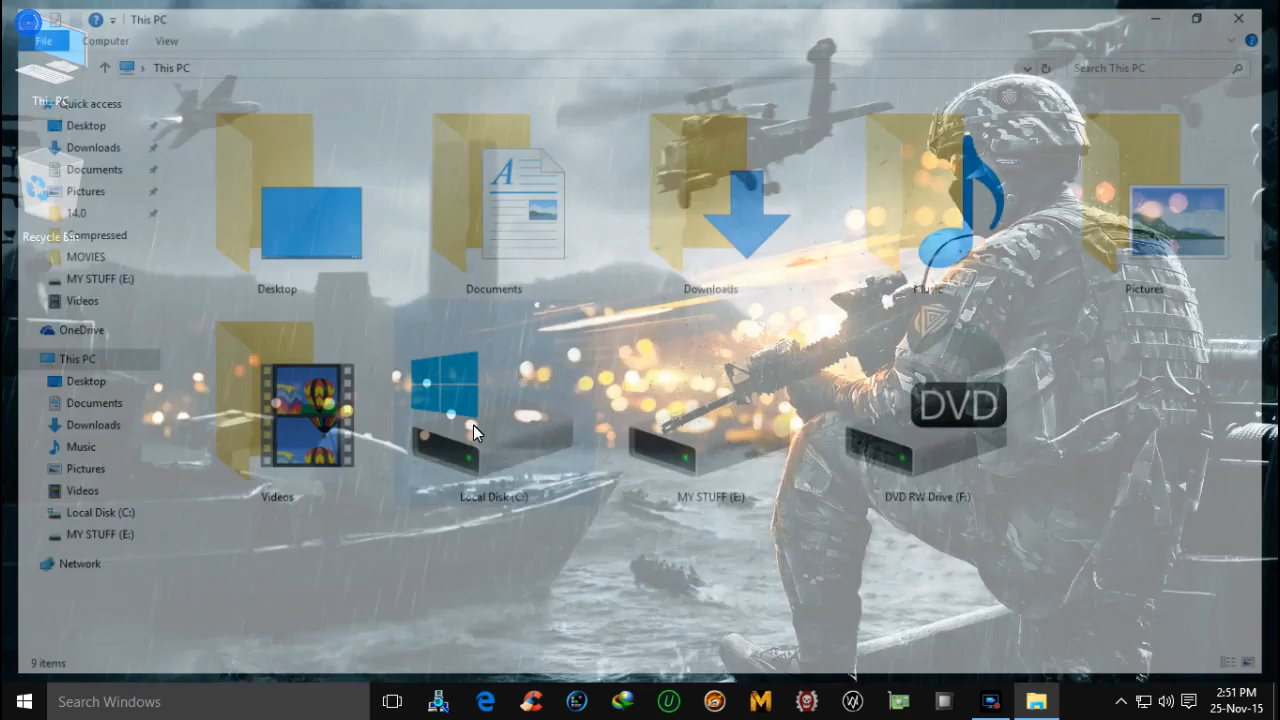 This PC
File
Computer
View
This PC
Search This PC
This PC
Quick access
Desktop
Downloads
Documents
Pictures
14.0
Recycle Bin
Compressed
MOVIES
MY STUFF (E:)
Videos
OneDrive
This PC
Desktop
Documents
Downloads
Music
Pictures
Videos
Local Disk (C:)
MY STUFF (E:)
Network
Desktop
Documents
Downloads
Music
Pictures
DVD
Videos
Local Disk (C:)
MY STUFF (E:)
DVD RW Drive (F:)
9 items
Search Windows
2:51 PM
25-Nov-15